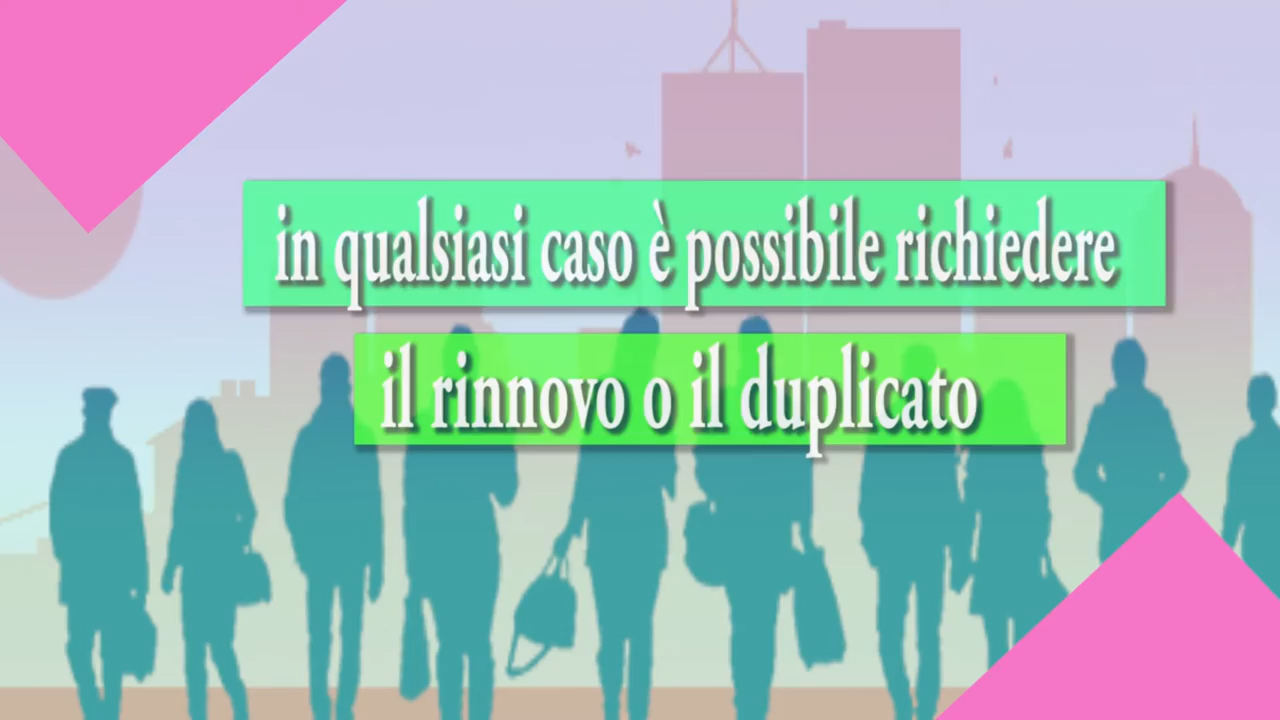 in qualsiasi caso è possibile richiedere
il rinnovo o il duplicato